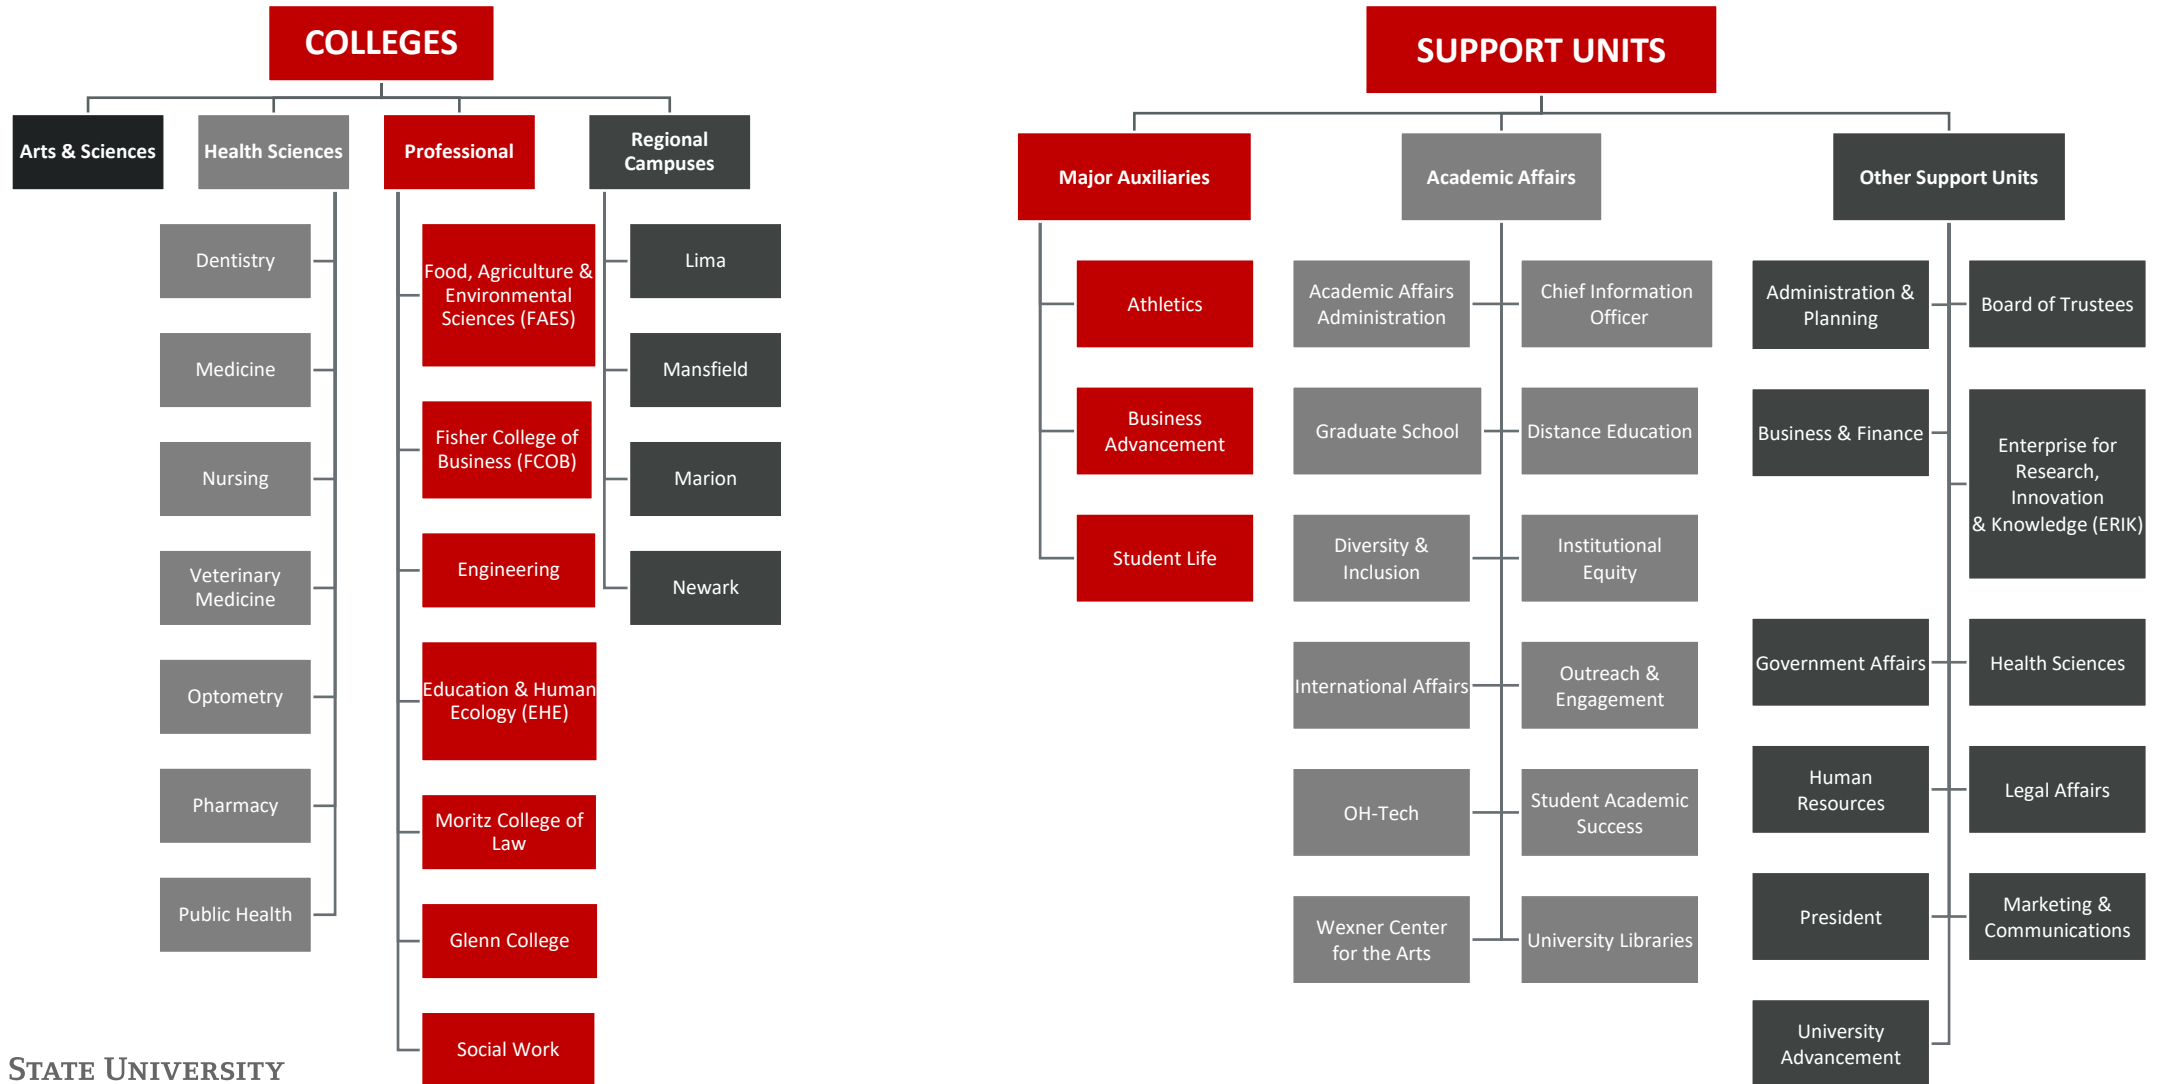 COLLEGES
Arts & Sciences
Health Sciences
Dentistry
Medicine
Nursing
Veterinary
Medicine
Optometry
Pharmacy
Public Health
Professional
Food, Agriculture &
Environmental
Sciences (FAES)
Fisher College of
Business (FCOB)
Engineering
Education & Human
Ecology (EHE)
Moritz College of
Law
Glenn College
Social Work
Regional
Campuses
Lima
Mansfield
Marion
Newark
SUPPORT UNITS
Major Auxiliaries
Athletics
Business
Advancement
Student Life
Academic Affairs
Academic Affairs
Administration
Chief Information
Officer
Graduate School
Distance Education
Diversity &
Inclusion
Institutional
Equity
International Affairs
Outreach &
Engagement
OH-Tech
Student Academic
Success
Wexner Center
for the Arts
University Libraries
Other Support Units
Administration &
Planning
Board of Trustees
Business & Finance
Enterprise for
Research,
Innovation
& Knowledge (ERIK)
Government Affairs
Health Sciences
Human
Resources
Legal Affairs
President
Marketing &
Communications
University
Advancement
STATE UNIVERSITY